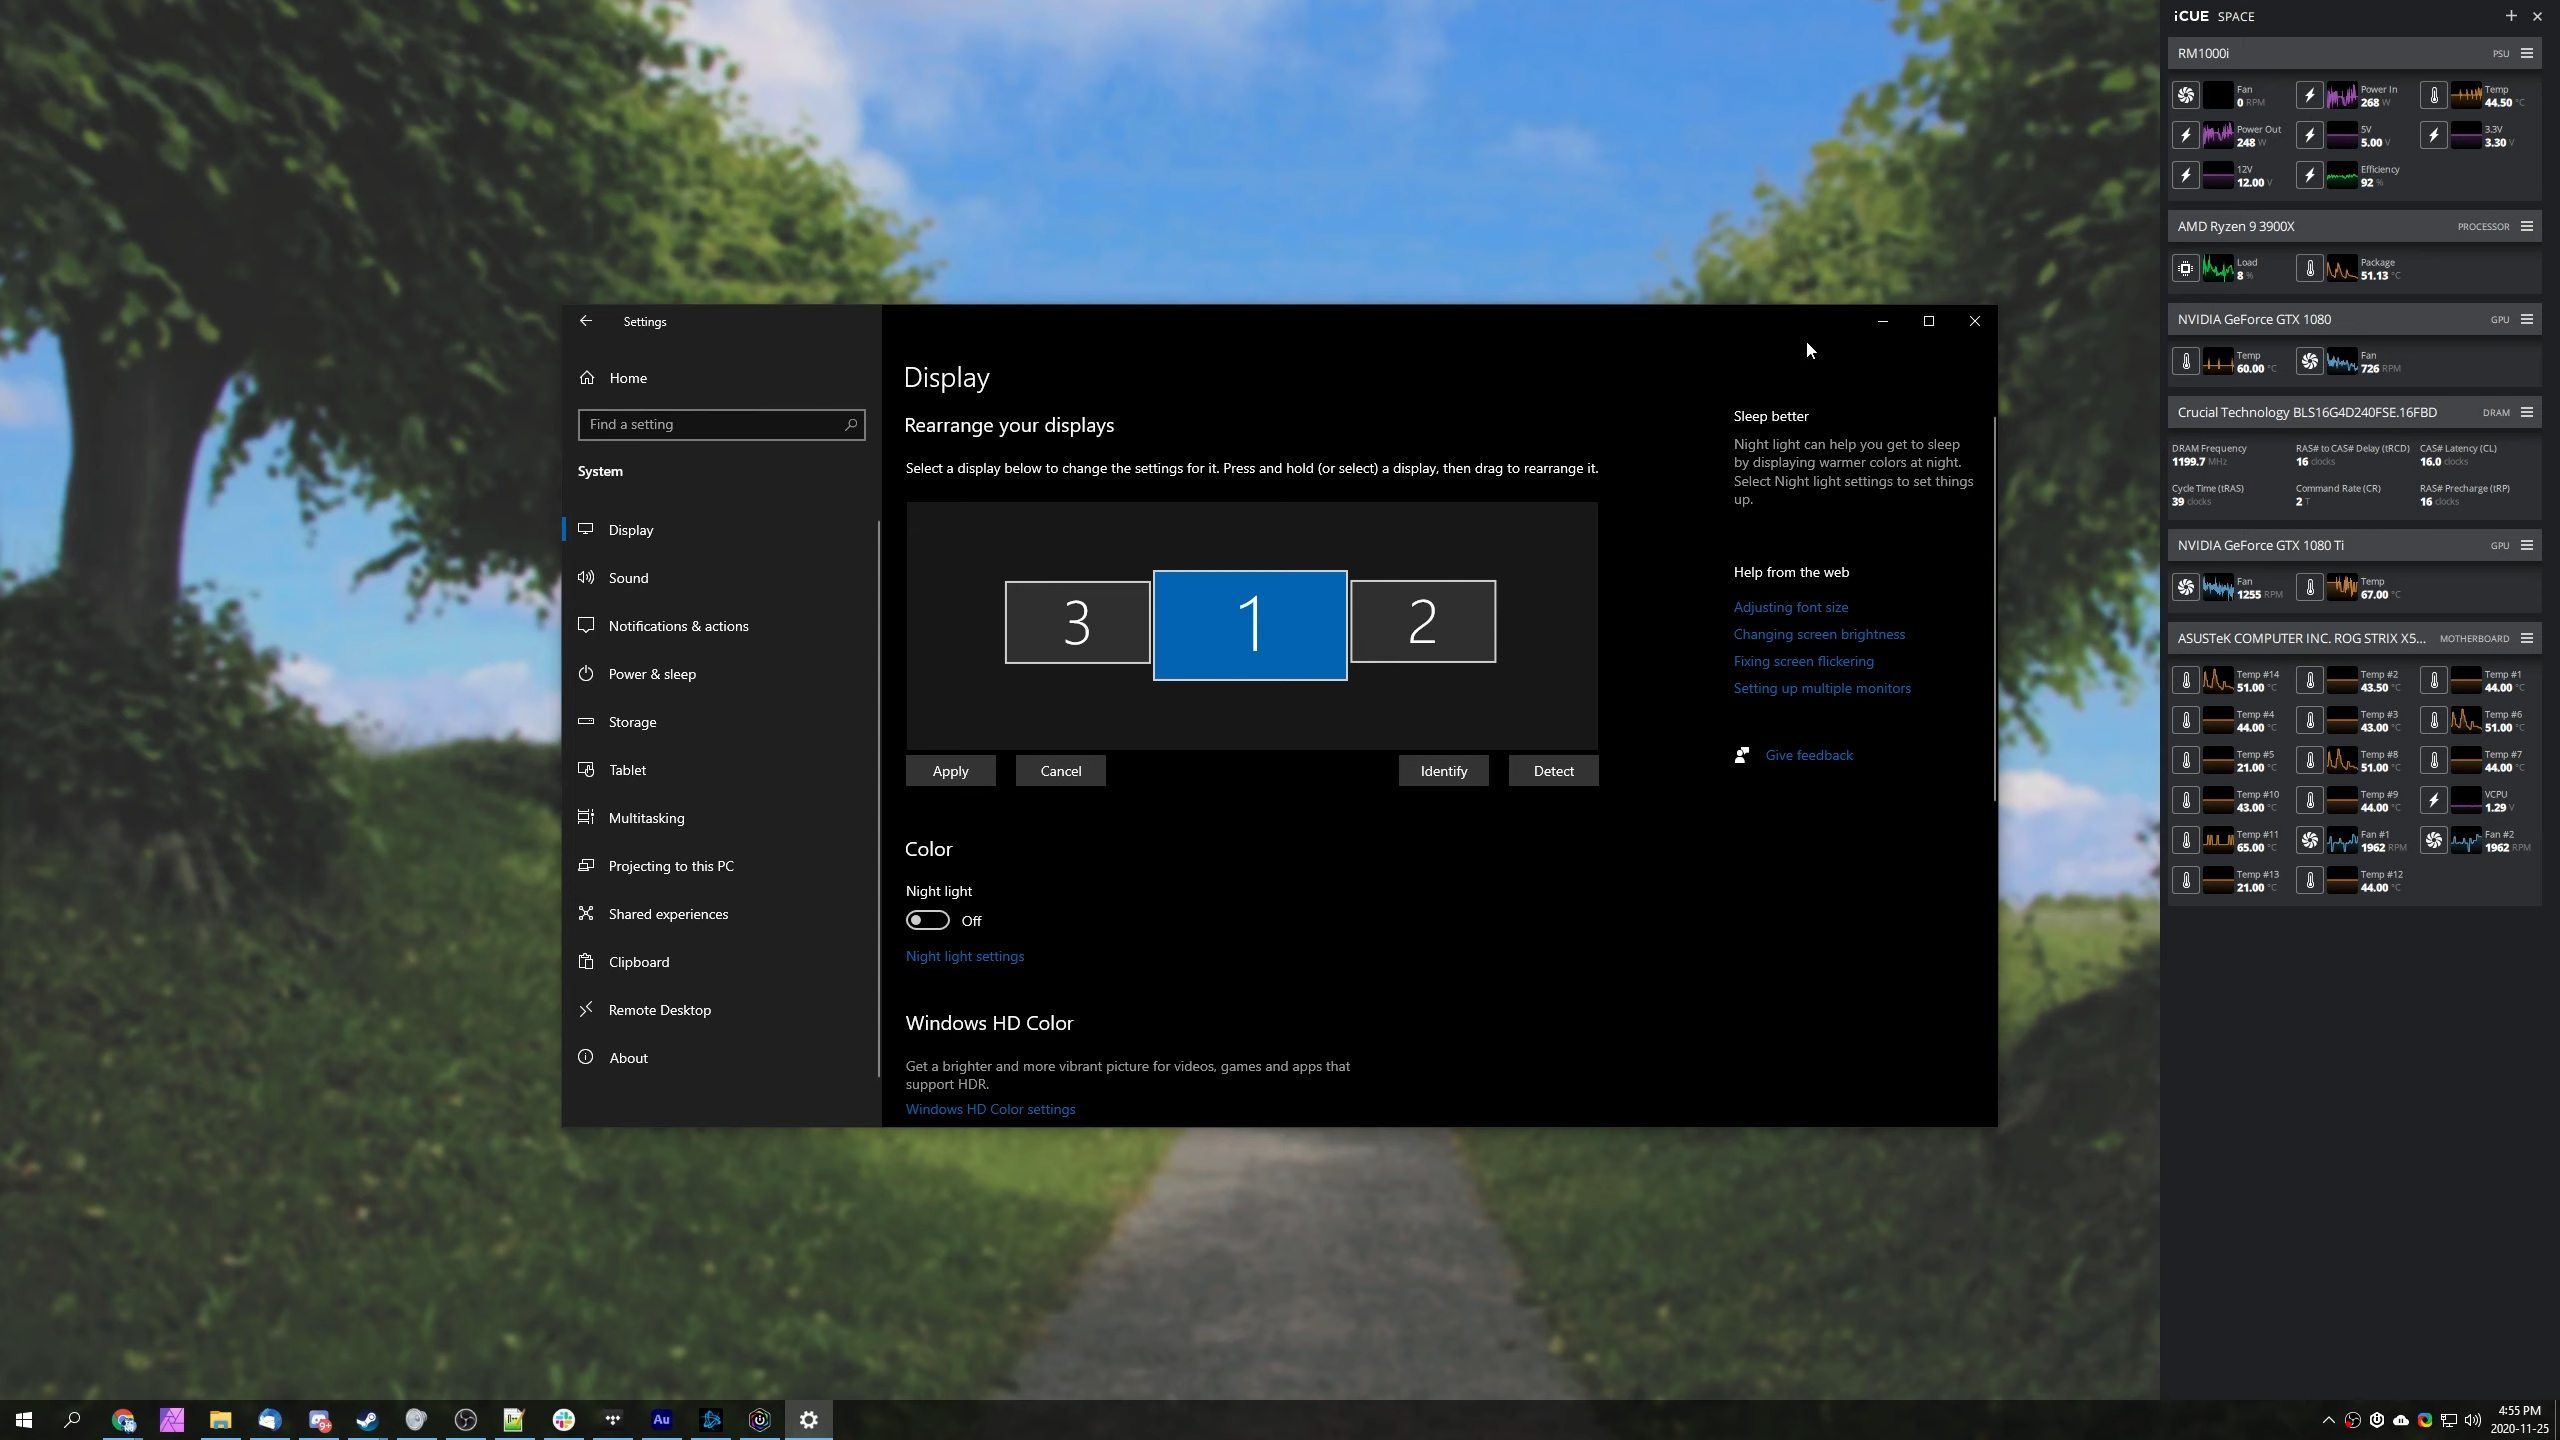 Settings
Home
Find a setting
System
Display
Sound
Notifications & actions
Power & sleep
Storage
Tablet
Multitasking
Projecting to this PC
Shared experiences
Clipboard
Remote Desktop
About
Display
Rearrange your displays
Select a display below to change the settings for it. Press and hold (or select) a display, then drag to rearrange it.
3
1
2
Apply
Cancel
Identify
Detect
Color
Night light
Off
Night light settings
Windows HD Color
Get a brighter and more vibrant picture for videos, games and apps that
support HDR.
Windows HD Color settings
Sleep better
Night light can help you get to sleep
by displaying warmer colors at night.
Select Night light settings to set things
up.
Help from the web
Adjusting font size
Changing screen brightness
Fixing screen flickering
Setting up multiple monitors
Give feedback
iCUE SPACE
RM1000i PSU
Fan
0 RPM
Power In
268 W
Temp
44.50 °C
Power Out
248 W
5V
5.00 V
3.3V
3.30 V
12V
12.00 V
Efficiency
92 %
AMD Ryzen 9 3900X PROCESSOR
Load
8 %
Package
51.13 °C
NVIDIA GeForce GTX 1080 GPU
Temp
60.00 °C
Fan
726 RPM
Crucial Technology BLS16G4D240FSE.16FBD DRAM
DRAM Frequency
1199.7 MHz
RAS# to CAS# Delay (tRCD)
16 clocks
CAS# Latency (CL)
16.0 clocks
Cycle Time (tRAS)
39 clocks
Command Rate (CR)
2 T
RAS# Precharge (tRP)
16 clocks
NVIDIA GeForce GTX 1080 Ti GPU
Fan
1255 RPM
Temp
67.00 °C
ASUSTeK COMPUTER INC. ROG STRIX X5... MOTHERBOARD
Temp #14
51.00 °C
Temp #2
43.50 °C
Temp #1
44.00 °C
Temp #4
44.00 °C
Temp #3
43.00 °C
Temp #6
51.00 °C
Temp #5
21.00 °C
Temp #8
51.00 °C
Temp #7
44.00 °C
Temp #10
43.00 °C
Temp #9
44.00 °C
VCPU
1.29 V
Temp #11
65.00 °C
Fan #1
1962 RPM
Fan #2
1962 RPM
Temp #13
21.00 °C
Temp #12
44.00 °C
9+
Au
4:55 PM
2020-11-25